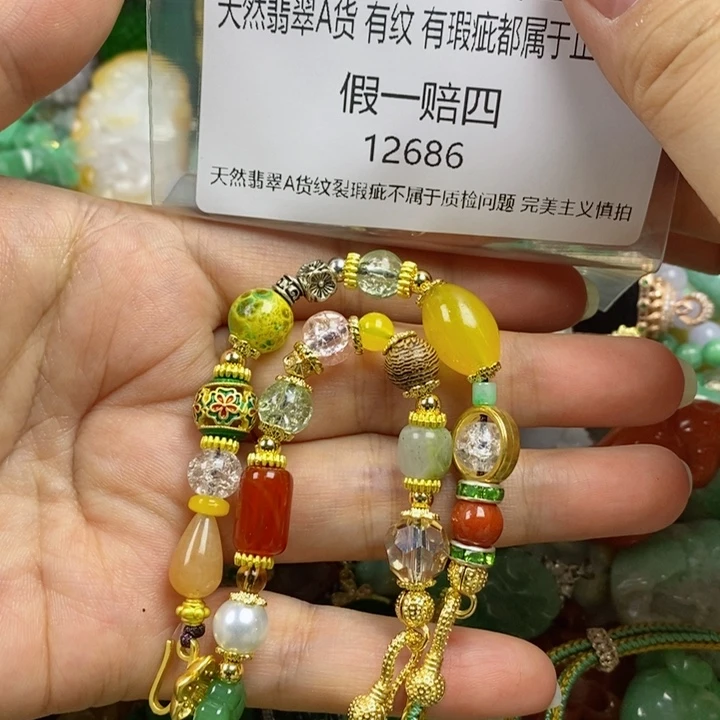 天然翡翠A货 有纹 有瑕疵都属于正
假一赔四
12686
天然翡翠A货纹裂瑕疵不属于质检问题 完美主义慎拍